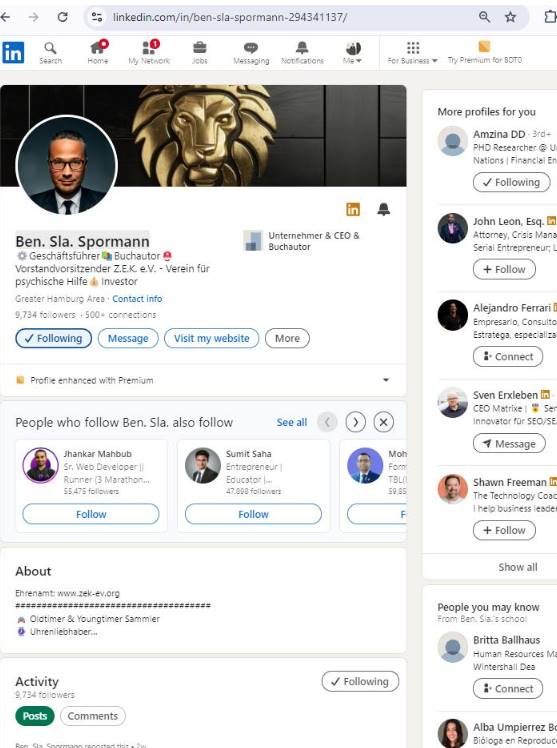 linkedin.com/in/ben-sla-spormann-294341137/
in
Search
Home
1
My Network
Jobs
Messaging
Notifications
Me
For Business
Try Premium for BDT0
Ben. Sla. Spormann
Geschäftsführer Buchautor
Vorstandvorsitzender Z.E.K. e.V. - Verein für
psychische Hilfe Investor
Greater Hamburg Area · Contact info
9,734 followers · 500+ connections
in
Unternehmer & CEO &
Buchautor
Following
Message
Visit my website
More
Profile enhanced with Premium
People who follow Ben. Sla. also follow
See all
Jhankar Mahbub
Sr. Web Developer ||
Runner (3 Marathon...
55,475 followers
Follow
Sumit Saha
Entrepreneur |
Educator |...
47,898 followers
Follow
Moh
Form
TBL(
59,85
F
About
Ehrenamt: www.zek-ev.org
######################################
Oldtimer & Youngtimer Sammler
Uhrenliebhaber...
Activity
9,734 followers
Following
Posts
Comments
Ben. Sla. Spormann reposted this • 2w
More profiles for you
Amzina DD · 3rd+
PHD Researcher @ U
Nations | Financial En
Following
John Leon, Esq. in
Attorney, Crisis Mana
Serial Entrepreneur; L
Follow
Alejandro Ferrari
Empresario, Consulto
Estratega, especializa
Connect
Sven Erxleben in ·
CEO Matrixe | Ser
Innovator für SEO/SE
Message
Shawn Freeman in
The Technology Coac
I help business leade
Follow
Show all
People you may know
From Ben. Sla.'s school
Britta Ballhaus
Human Resources Ma
Wintershall Dea
Connect
Alba Umpierrez Bo
Bióloga en Reproduc